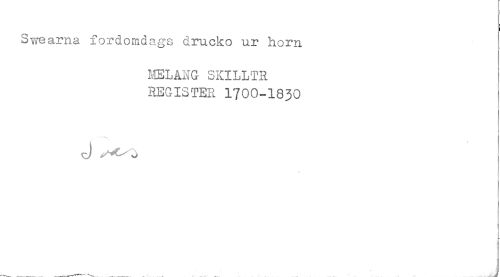 Swearna fordomdags drucko ur horn
MELANG SKILLTR
REGISTER 1700-1830